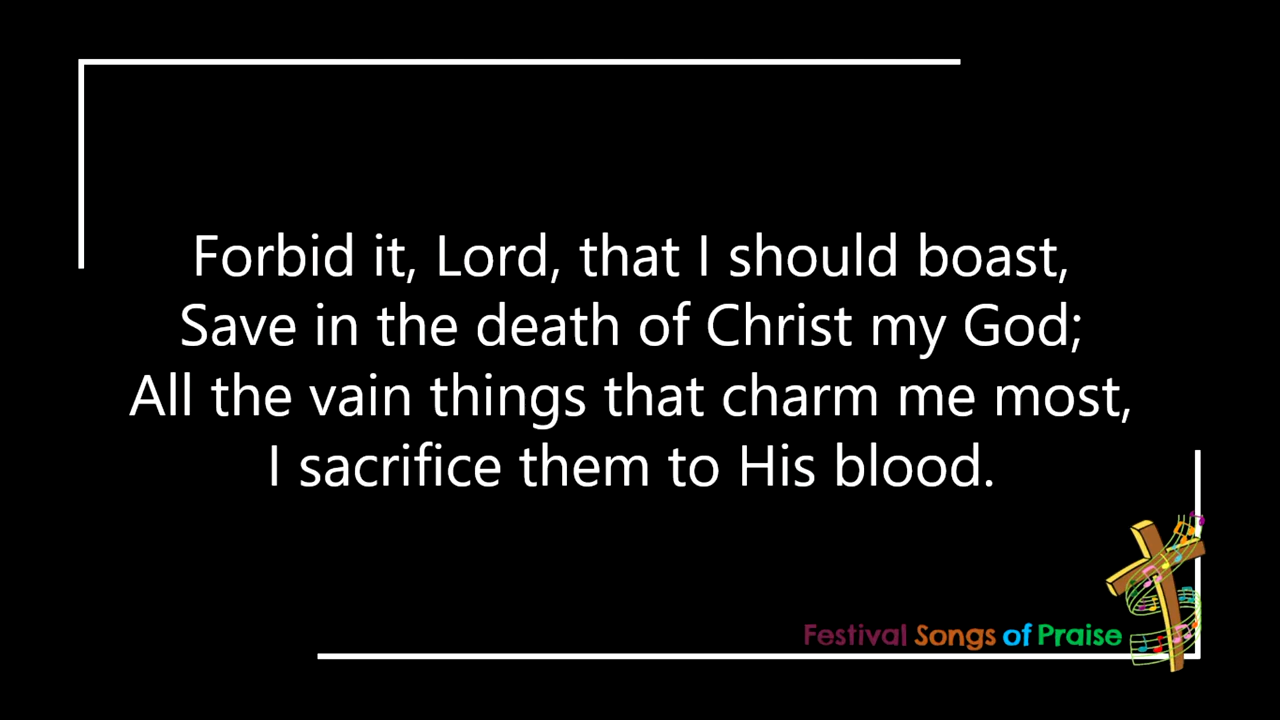 Forbid it, Lord, that I should boast,
Save in the death of Christ my God;
All the vain things that charm me most,
I sacrifice them to His blood.
Festival Songs of Praise